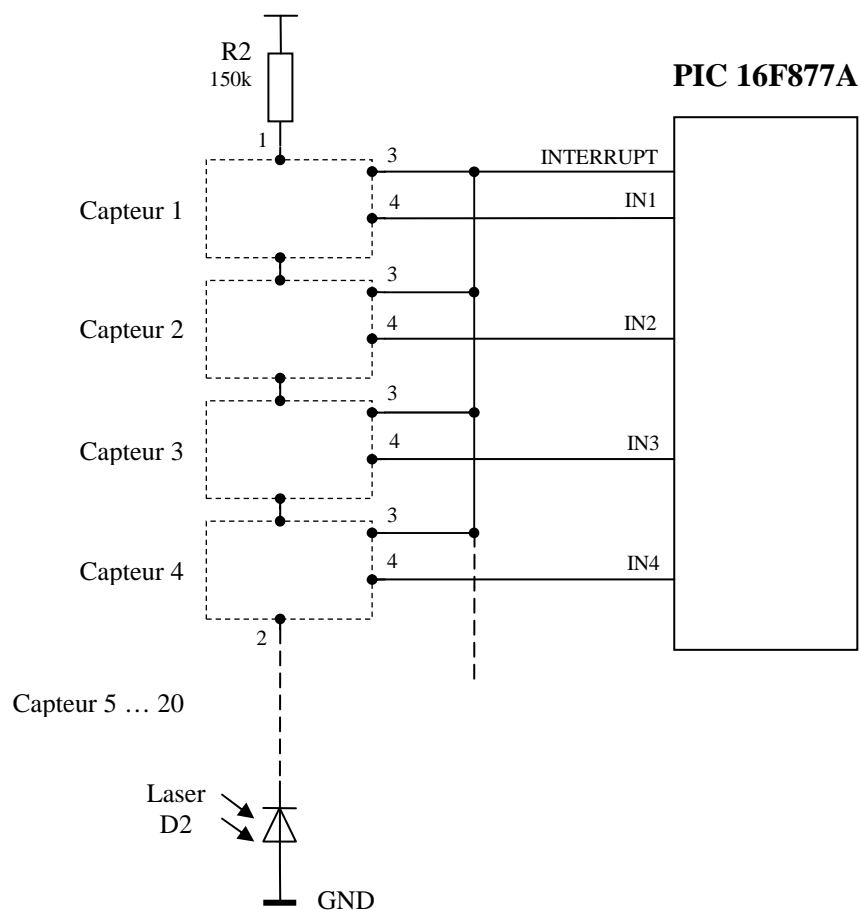 R2
150k
PIC 16F877A
1
3
INTERRUPT
Capteur 1
4
IN1
3
Capteur 2
4
IN2
3
Capteur 3
4
IN3
3
Capteur 4
4
IN4
2
Capteur 5 … 20
Laser
D2
GND